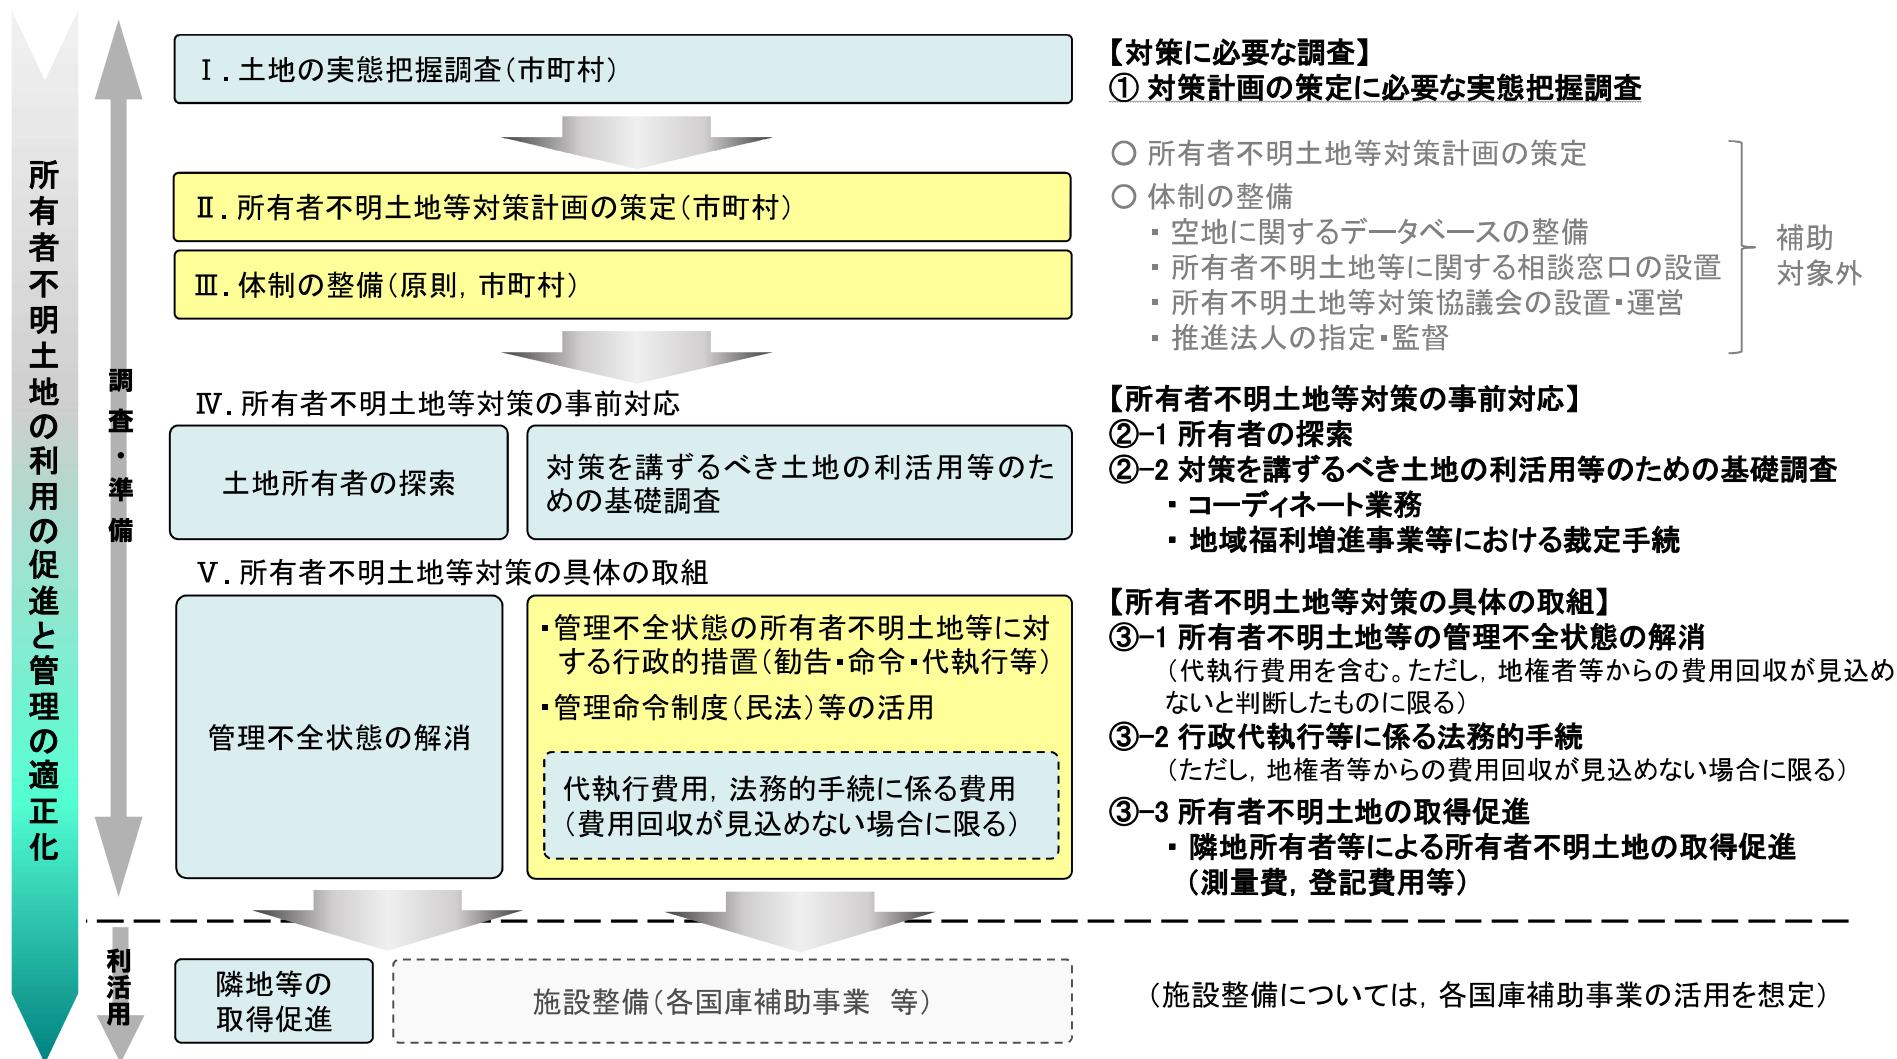 所有者不明土地の利用の促進と管理の適正化
調査・準備
利活用
Ⅰ．土地の実態把握調査（市町村）
Ⅱ．所有者不明土地等対策計画の策定（市町村）
Ⅲ．体制の整備（原則，市町村）
Ⅳ．所有者不明土地等対策の事前対応
土地所有者の探索
対策を講ずるべき土地の利活用等のた
めの基礎調査
Ⅴ．所有者不明土地等対策の具体の取組
管理不全状態の解消
・管理不全状態の所有者不明土地等に対
する行政的措置（勧告・命令・代執行等）
・管理命令制度（民法）等の活用
代執行費用，法務的手続に係る費用
（費用回収が見込めない場合に限る）
隣地等の
取得促進
施設整備（各国庫補助事業　等）
【対策に必要な調査】
① 対策計画の策定に必要な実態把握調査
〇 所有者不明土地等対策計画の策定
〇 体制の整備
・空地に関するデータベースの整備
・所有者不明土地等に関する相談窓口の設置
・所有不明土地等対策協議会の設置・運営
・推進法人の指定・監督
補助
対象外
【所有者不明土地等対策の事前対応】
②-1 所有者の探索
②-2 対策を講ずるべき土地の利活用等のための基礎調査
・コーディネート業務
・地域福利増進事業等における裁定手続
【所有者不明土地等対策の具体の取組】
③-1 所有者不明土地等の管理不全状態の解消
（代執行費用を含む。ただし，地権者等からの費用回収が見込め
ないと判断したものに限る）
③-2 行政代執行等に係る法務的手続
（ただし，地権者等からの費用回収が見込めない場合に限る）
③-3 所有者不明土地の取得促進
・隣地所有者等による所有者不明土地の取得促進
（測量費，登記費用等）
（施設整備については，各国庫補助事業の活用を想定）